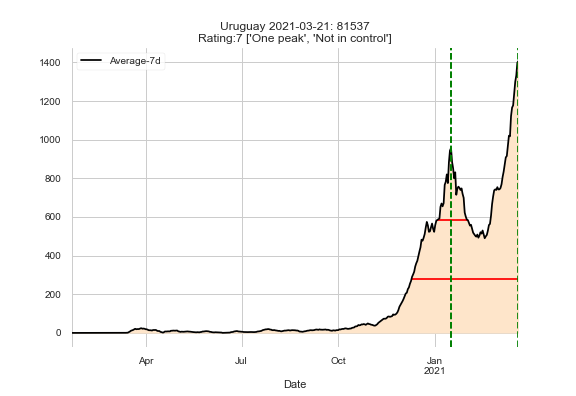 Uruguay 2021-03-21: 81537
Rating:7 ['One peak', 'Not in control']
Average-7d
1400
1200
1000
800
600
400
200
0
Apr
Jul
Oct
Jan
2021
Date